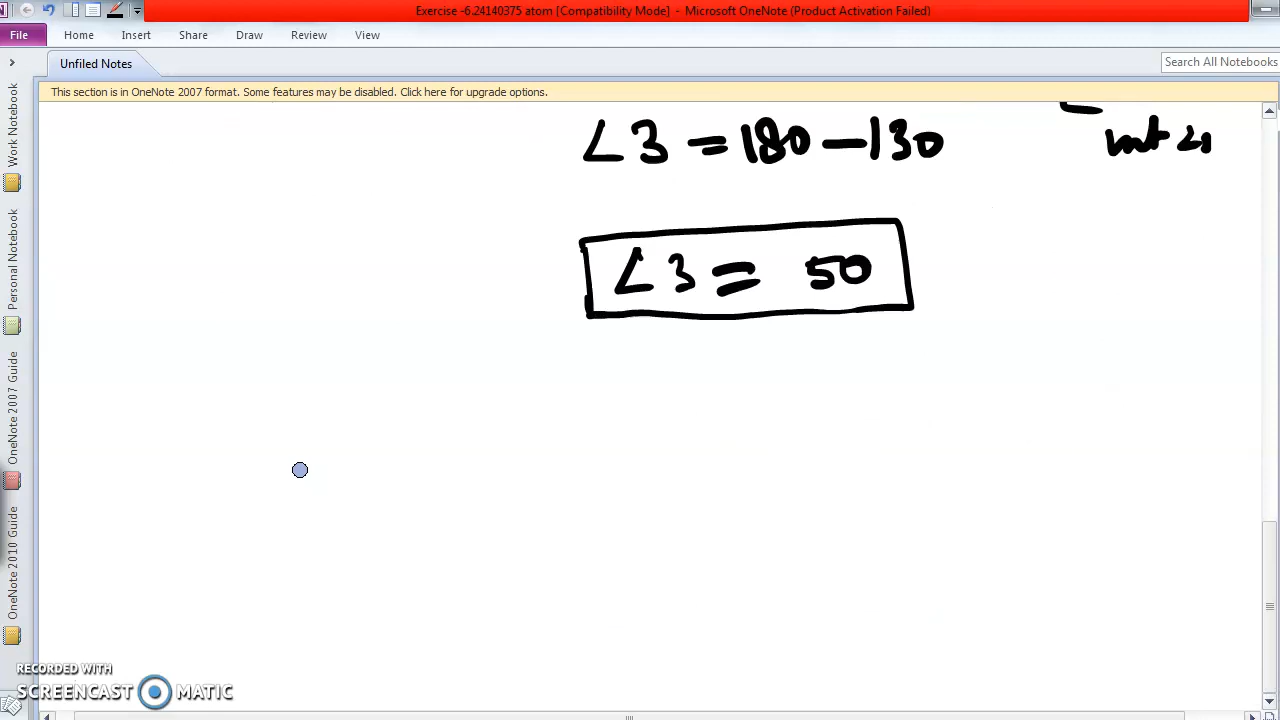 Exercise -6.24140375 atom [Compatibility Mode] - Microsoft OneNote (Product Activation Failed)
File Home Insert Share Draw Review View
Unfiled Notes
Search All Notebooks
This section is in OneNote 2007 format. Some features may be disabled. Click here for upgrade options.
Work Notebook
Personal Notebook
OneNote 2007 Guide
OneNote 2010 Guide
∠3 = 180 - 130
∠3 = 50
RECORDED WITH
SCREENCAST MATIC